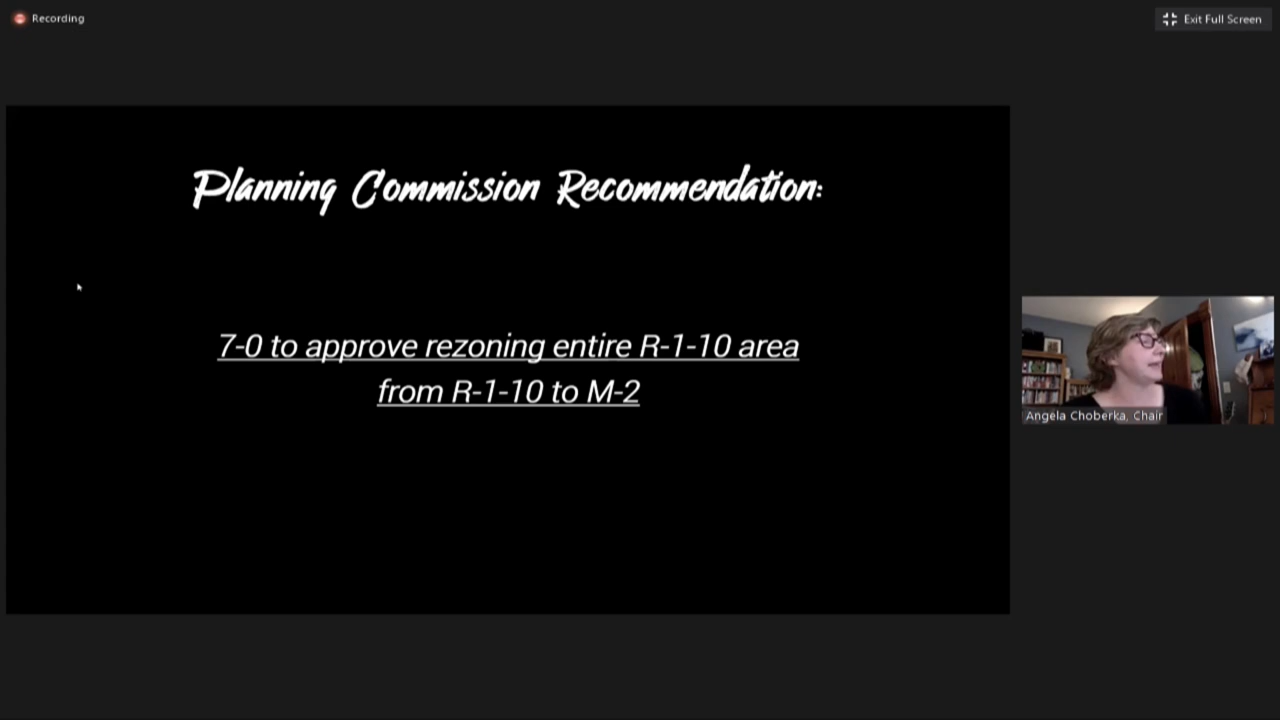 Recording
Exit Full Screen
Planning Commission Recommendation:
7-0 to approve rezoning entire R-1-10 area
from R-1-10 to M-2
Angela Choberka, Chair